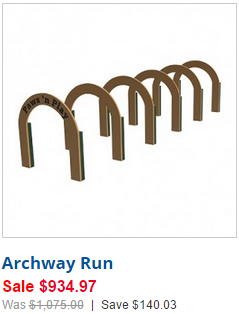 Paws 'n Play
Archway Run
Sale $934.97
Was $1,075.00 | Save $140.03